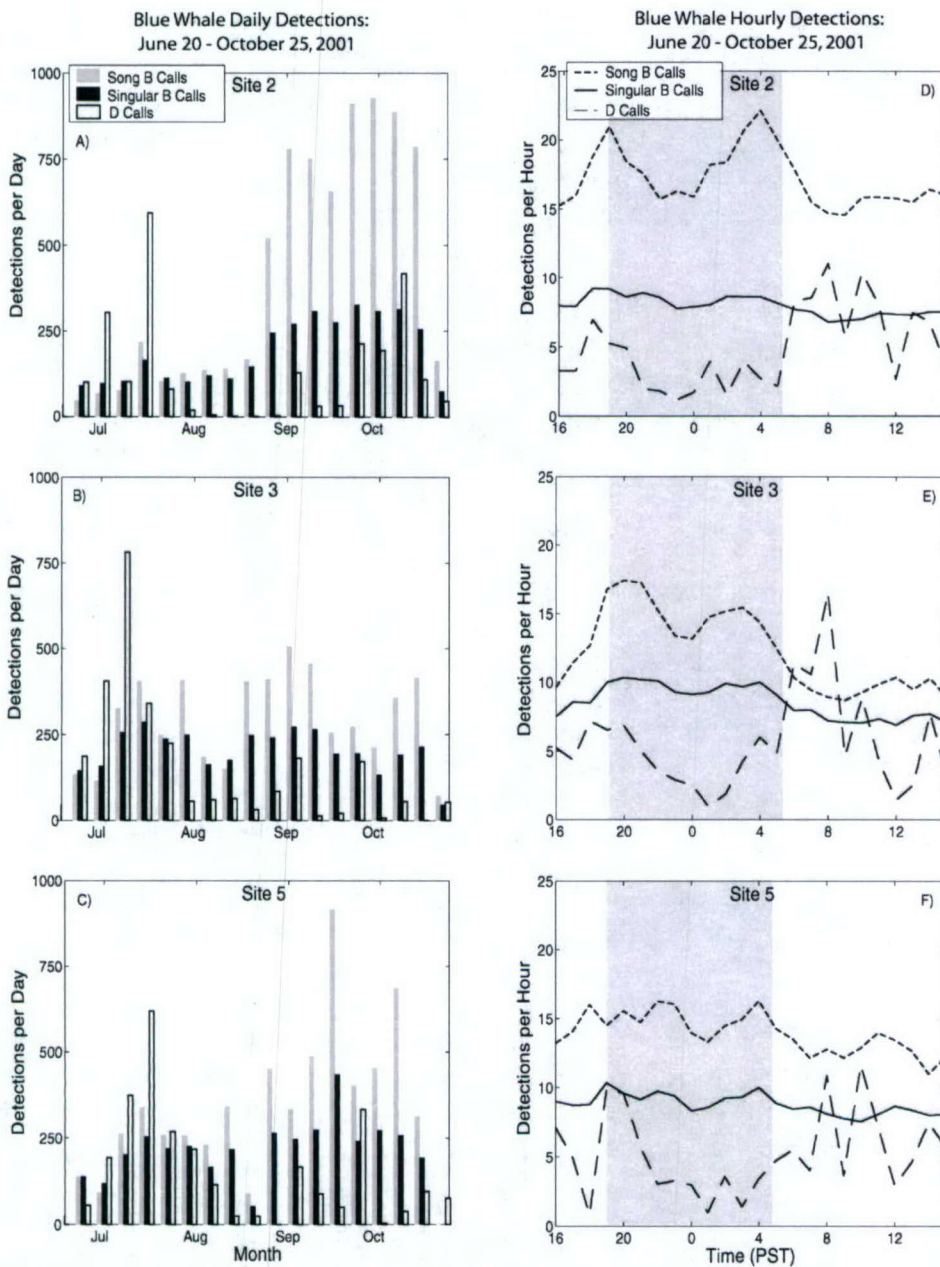 Blue Whale Daily Detections:
June 20 - October 25, 2001
1000
750
500
250
0
Detections per Day
Song B Calls
Singular B Calls
D Calls
Site 2
A)
Jul
Aug
Sep
Oct
Blue Whale Hourly Detections:
June 20 - October 25, 2001
25
20
15
10
5
0
Detections per Hour
Song B Calls
Singular B Calls
D Calls
Site 2
D)
16
20
0
4
8
12
1000
750
500
250
0
Detections per Day
B)
Site 3
Jul
Aug
Sep
Oct
25
20
15
10
5
0
Detections per Hour
Site 3
E)
16
20
0
4
8
12
1000
750
500
250
0
Detections per Day
C)
Site 5
Jul
Aug
Sep
Oct
Month
25
20
15
10
5
0
Detections per Hour
Site 5
F)
16
20
0
4
8
12
Time (PST)